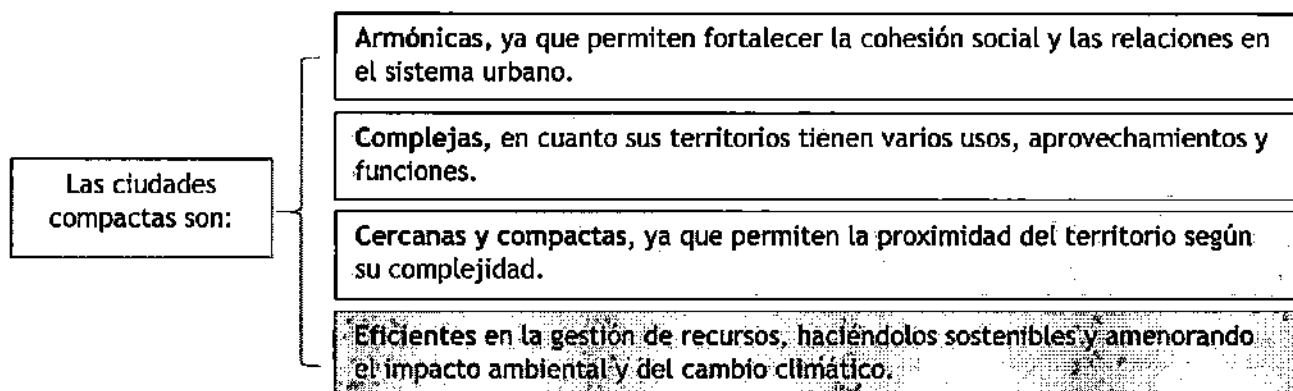 Armónicas, ya que permiten fortalecer la cohesión social y las relaciones en
el sistema urbano.
Complejas, en cuanto sus territorios tienen varios usos, aprovechamientos y
funciones.
Las ciudades
compactas son:
Cercanas y compactas, ya que permiten la proximidad del territorio según
su complejidad.
Eficientes en la gestión de recursos, haciéndolos sostenibles y amenorando
el impacto ambiental y del cambio climático.